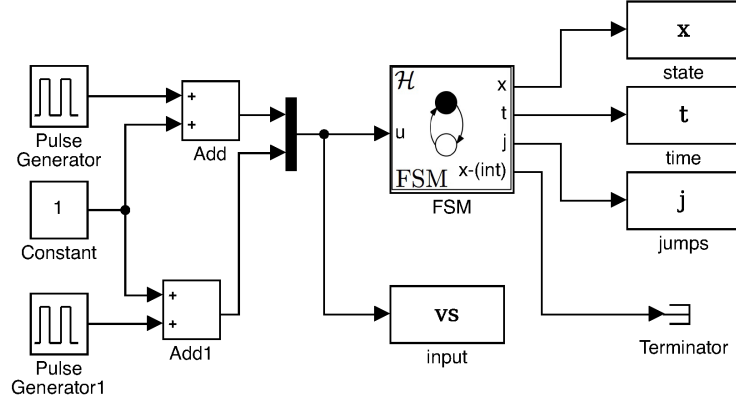 Pulse
Generator
+
+
Add
1
Constant
Pulse
Generator1
+
+
Add1
ℋ
u
x
t
j
x-(int)
FSM
FSM
vs
input
x
state
t
time
j
jumps
Terminator